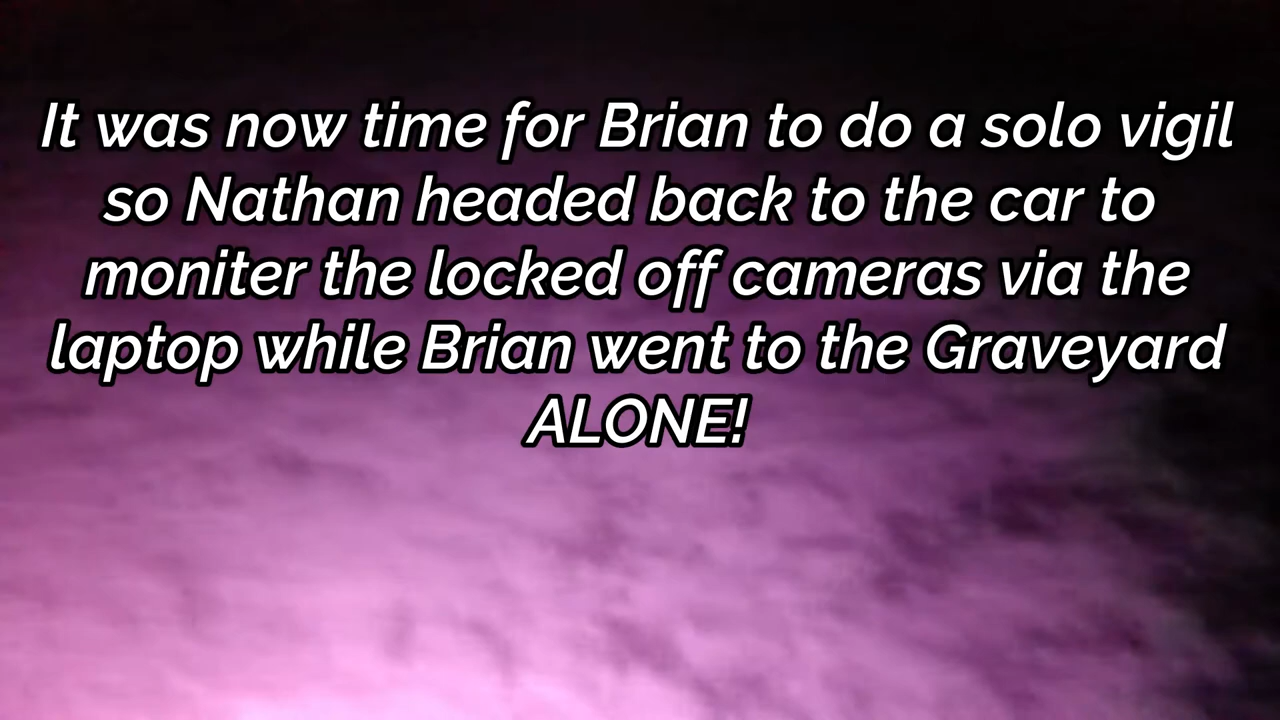 It was now time for Brian to do a solo vigil
so Nathan headed back to the car to
moniter the locked off cameras via the
laptop while Brian went to the Graveyard
ALONE!